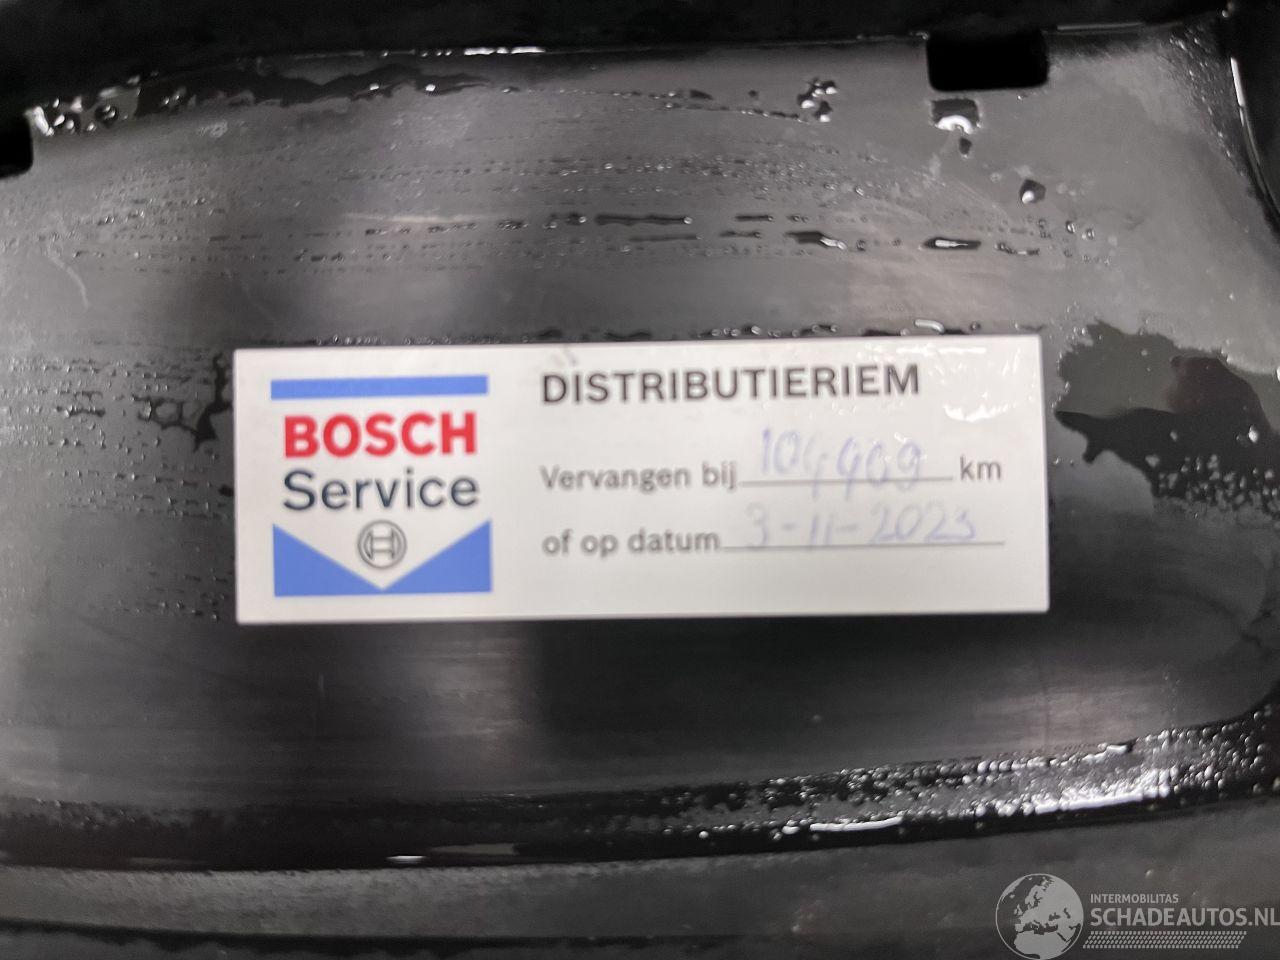 BOSCH
Service
DISTRIBUTIERIEM
Vervangen bij 104909 km
of op datum 3-11-2023
INTERMOBILITAS
SCHADEAUTOS.NL